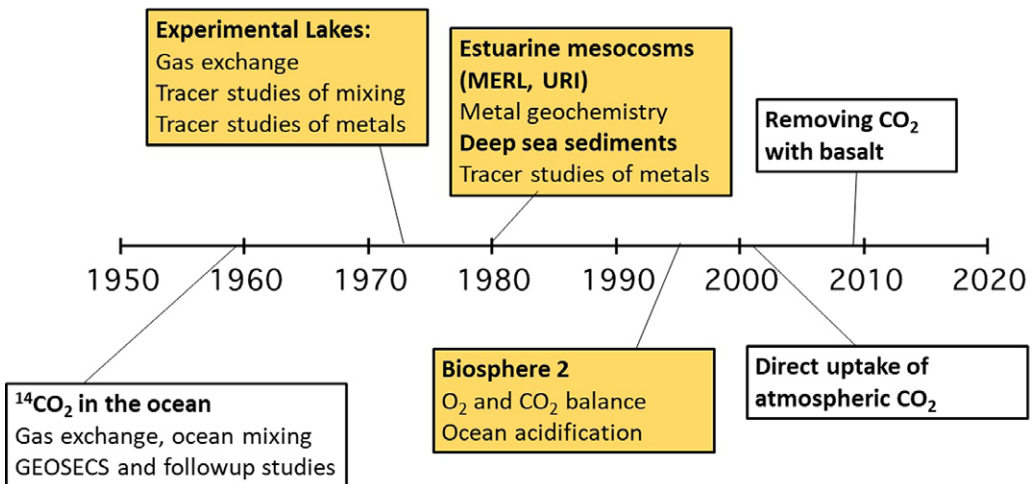 Experimental Lakes:
Gas exchange
Tracer studies of mixing
Tracer studies of metals
Estuarine mesocosms
(MERL, URI)
Metal geochemistry
Deep sea sediments
Tracer studies of metals
Removing CO₂
with basalt
1950 1960 1970 1980 1990 2000 2010 2020
¹⁴CO₂ in the ocean
Gas exchange, ocean mixing
GEOSECS and followup studies
Biosphere 2
O₂ and CO₂ balance
Ocean acidification
Direct uptake of
atmospheric CO₂